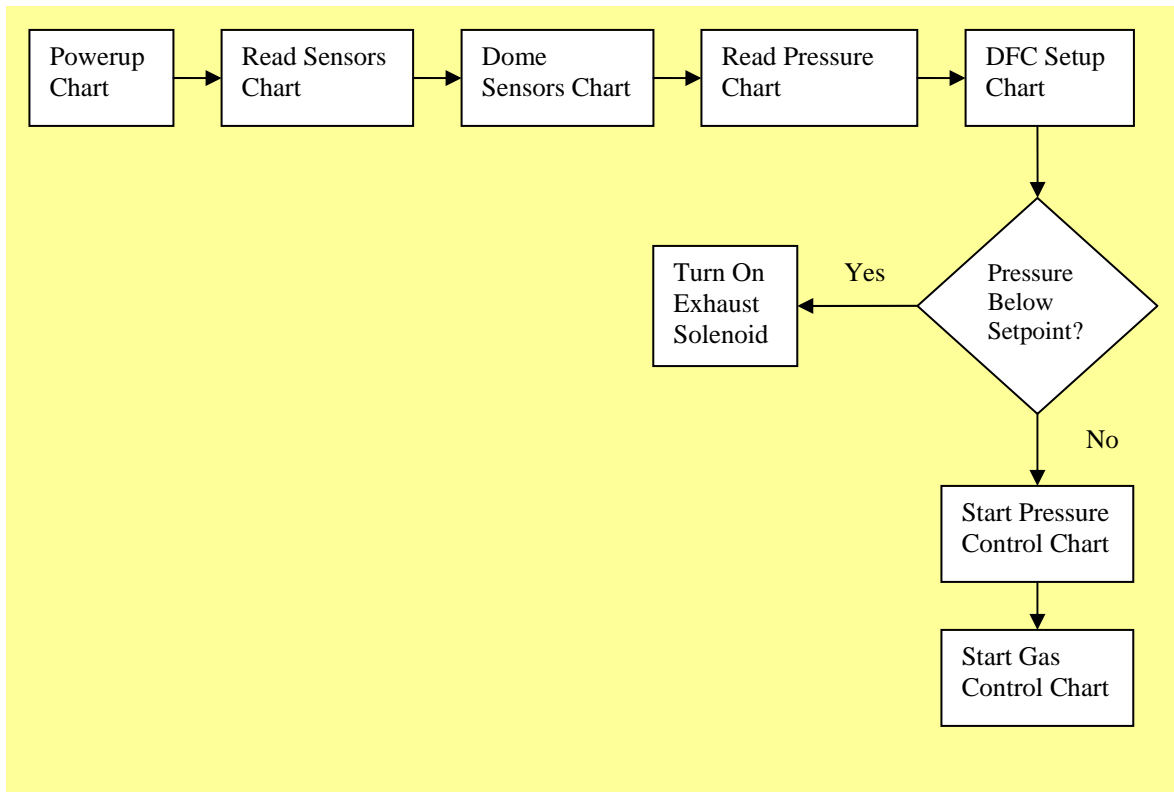 Powerup
Chart
Read Sensors
Chart
Dome
Sensors Chart
Read Pressure
Chart
DFC Setup
Chart
Pressure
Below
Setpoint?
Yes
Turn On
Exhaust
Solenoid
No
Start Pressure
Control Chart
Start Gas
Control Chart